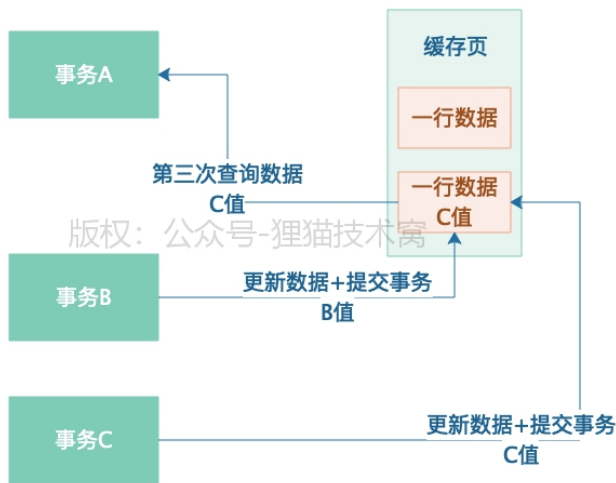 缓存页
事务A
一行数据
第三次查询数据
C值
一行数据
C值
版权：公众号-狸猫技术窝
事务B
更新数据+提交事务
B值
事务C
更新数据+提交事务
C值